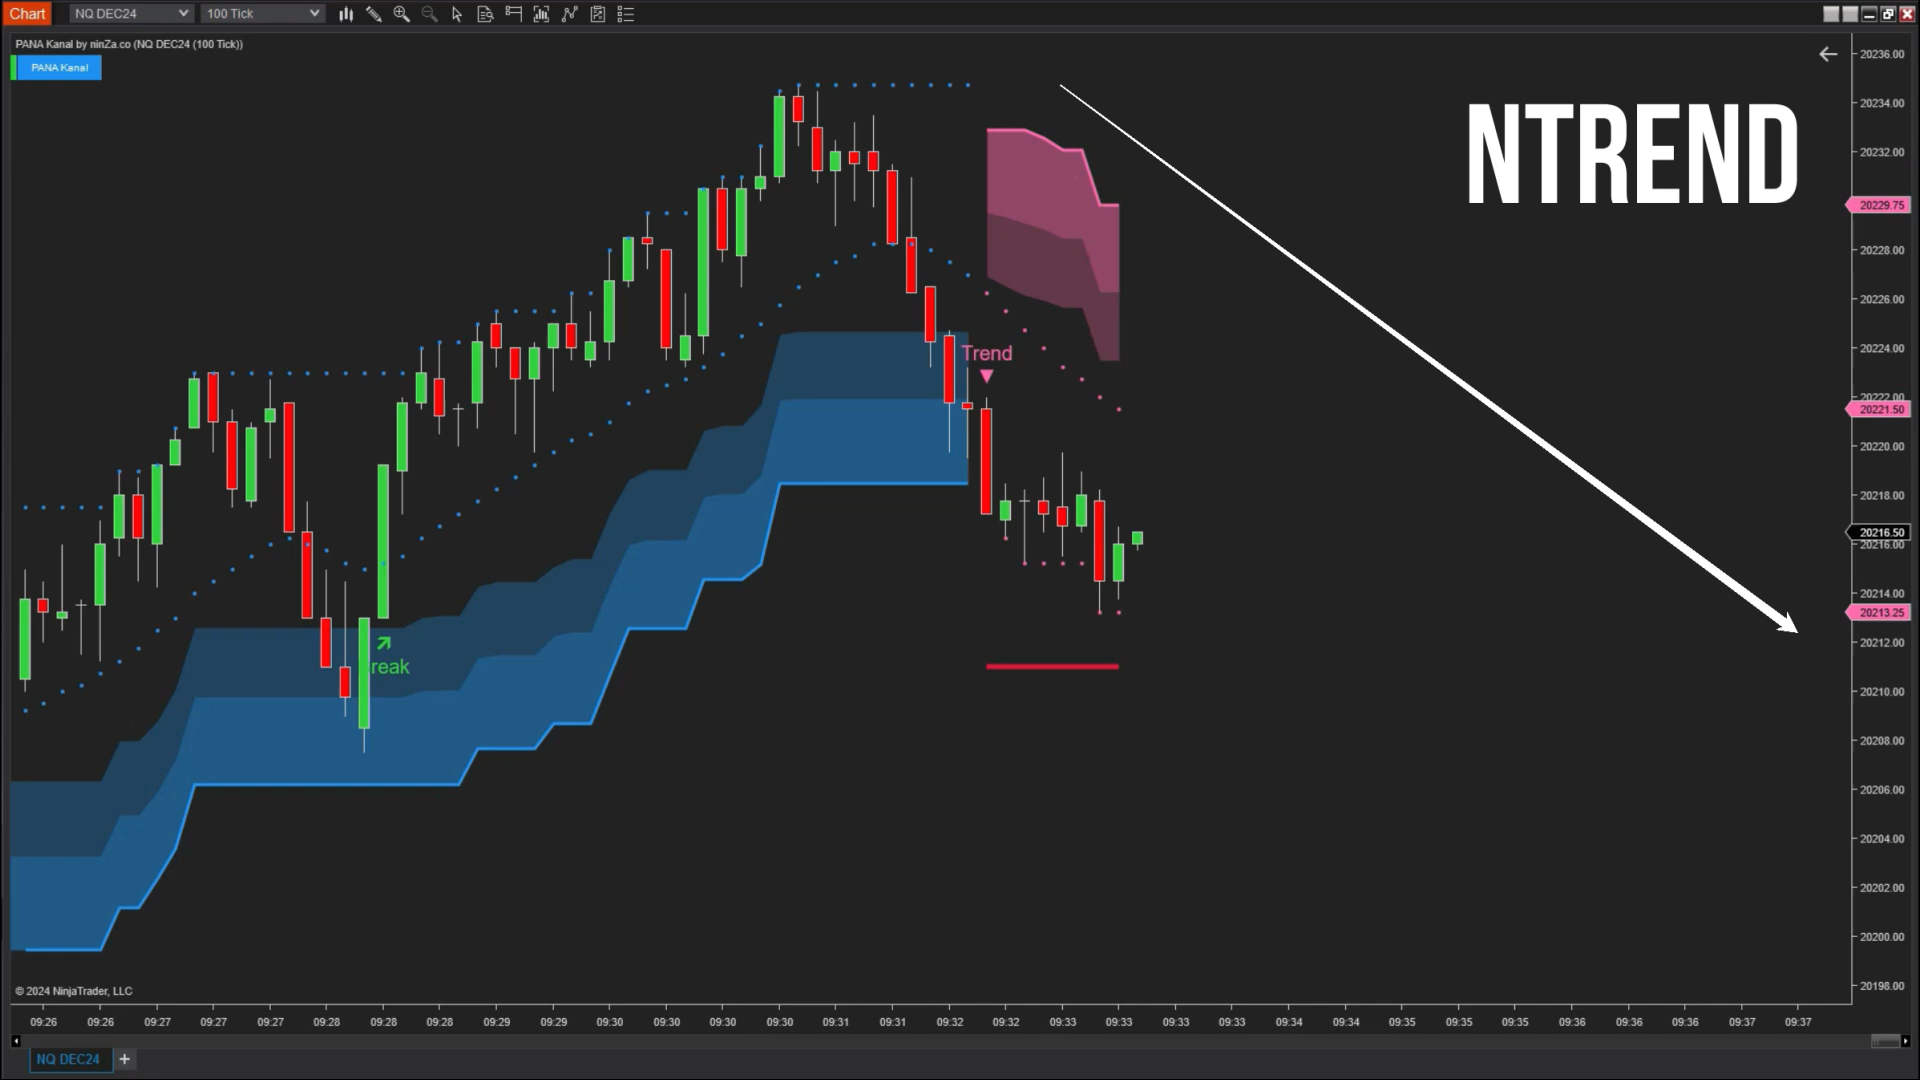 Chart NQ DEC24 100 Tick
PANA Kanal by ninZa.co (NQ DEC24 (100 Tick))
PANA Kanal
NTREND
20236.00
20234.00
20232.00
20229.75
20228.00
20226.00
20224.00
20222.00
20221.50
20220.00
20218.00
20216.50
20216.00
20214.00
20213.25
20212.00
20210.00
20208.00
20206.00
20204.00
20202.00
20200.00
20198.00
Trend
reak
© 2024 NinjaTrader, LLC
09:26 09:26 09:27 09:27 09:27 09:28 09:28 09:28 09:29 09:29 09:30 09:30 09:30 09:30 09:31 09:31 09:32 09:32 09:33 09:33 09:33 09:33 09:34 09:34 09:35 09:35 09:35 09:36 09:36 09:36 09:37 09:37
NQ DEC24 +